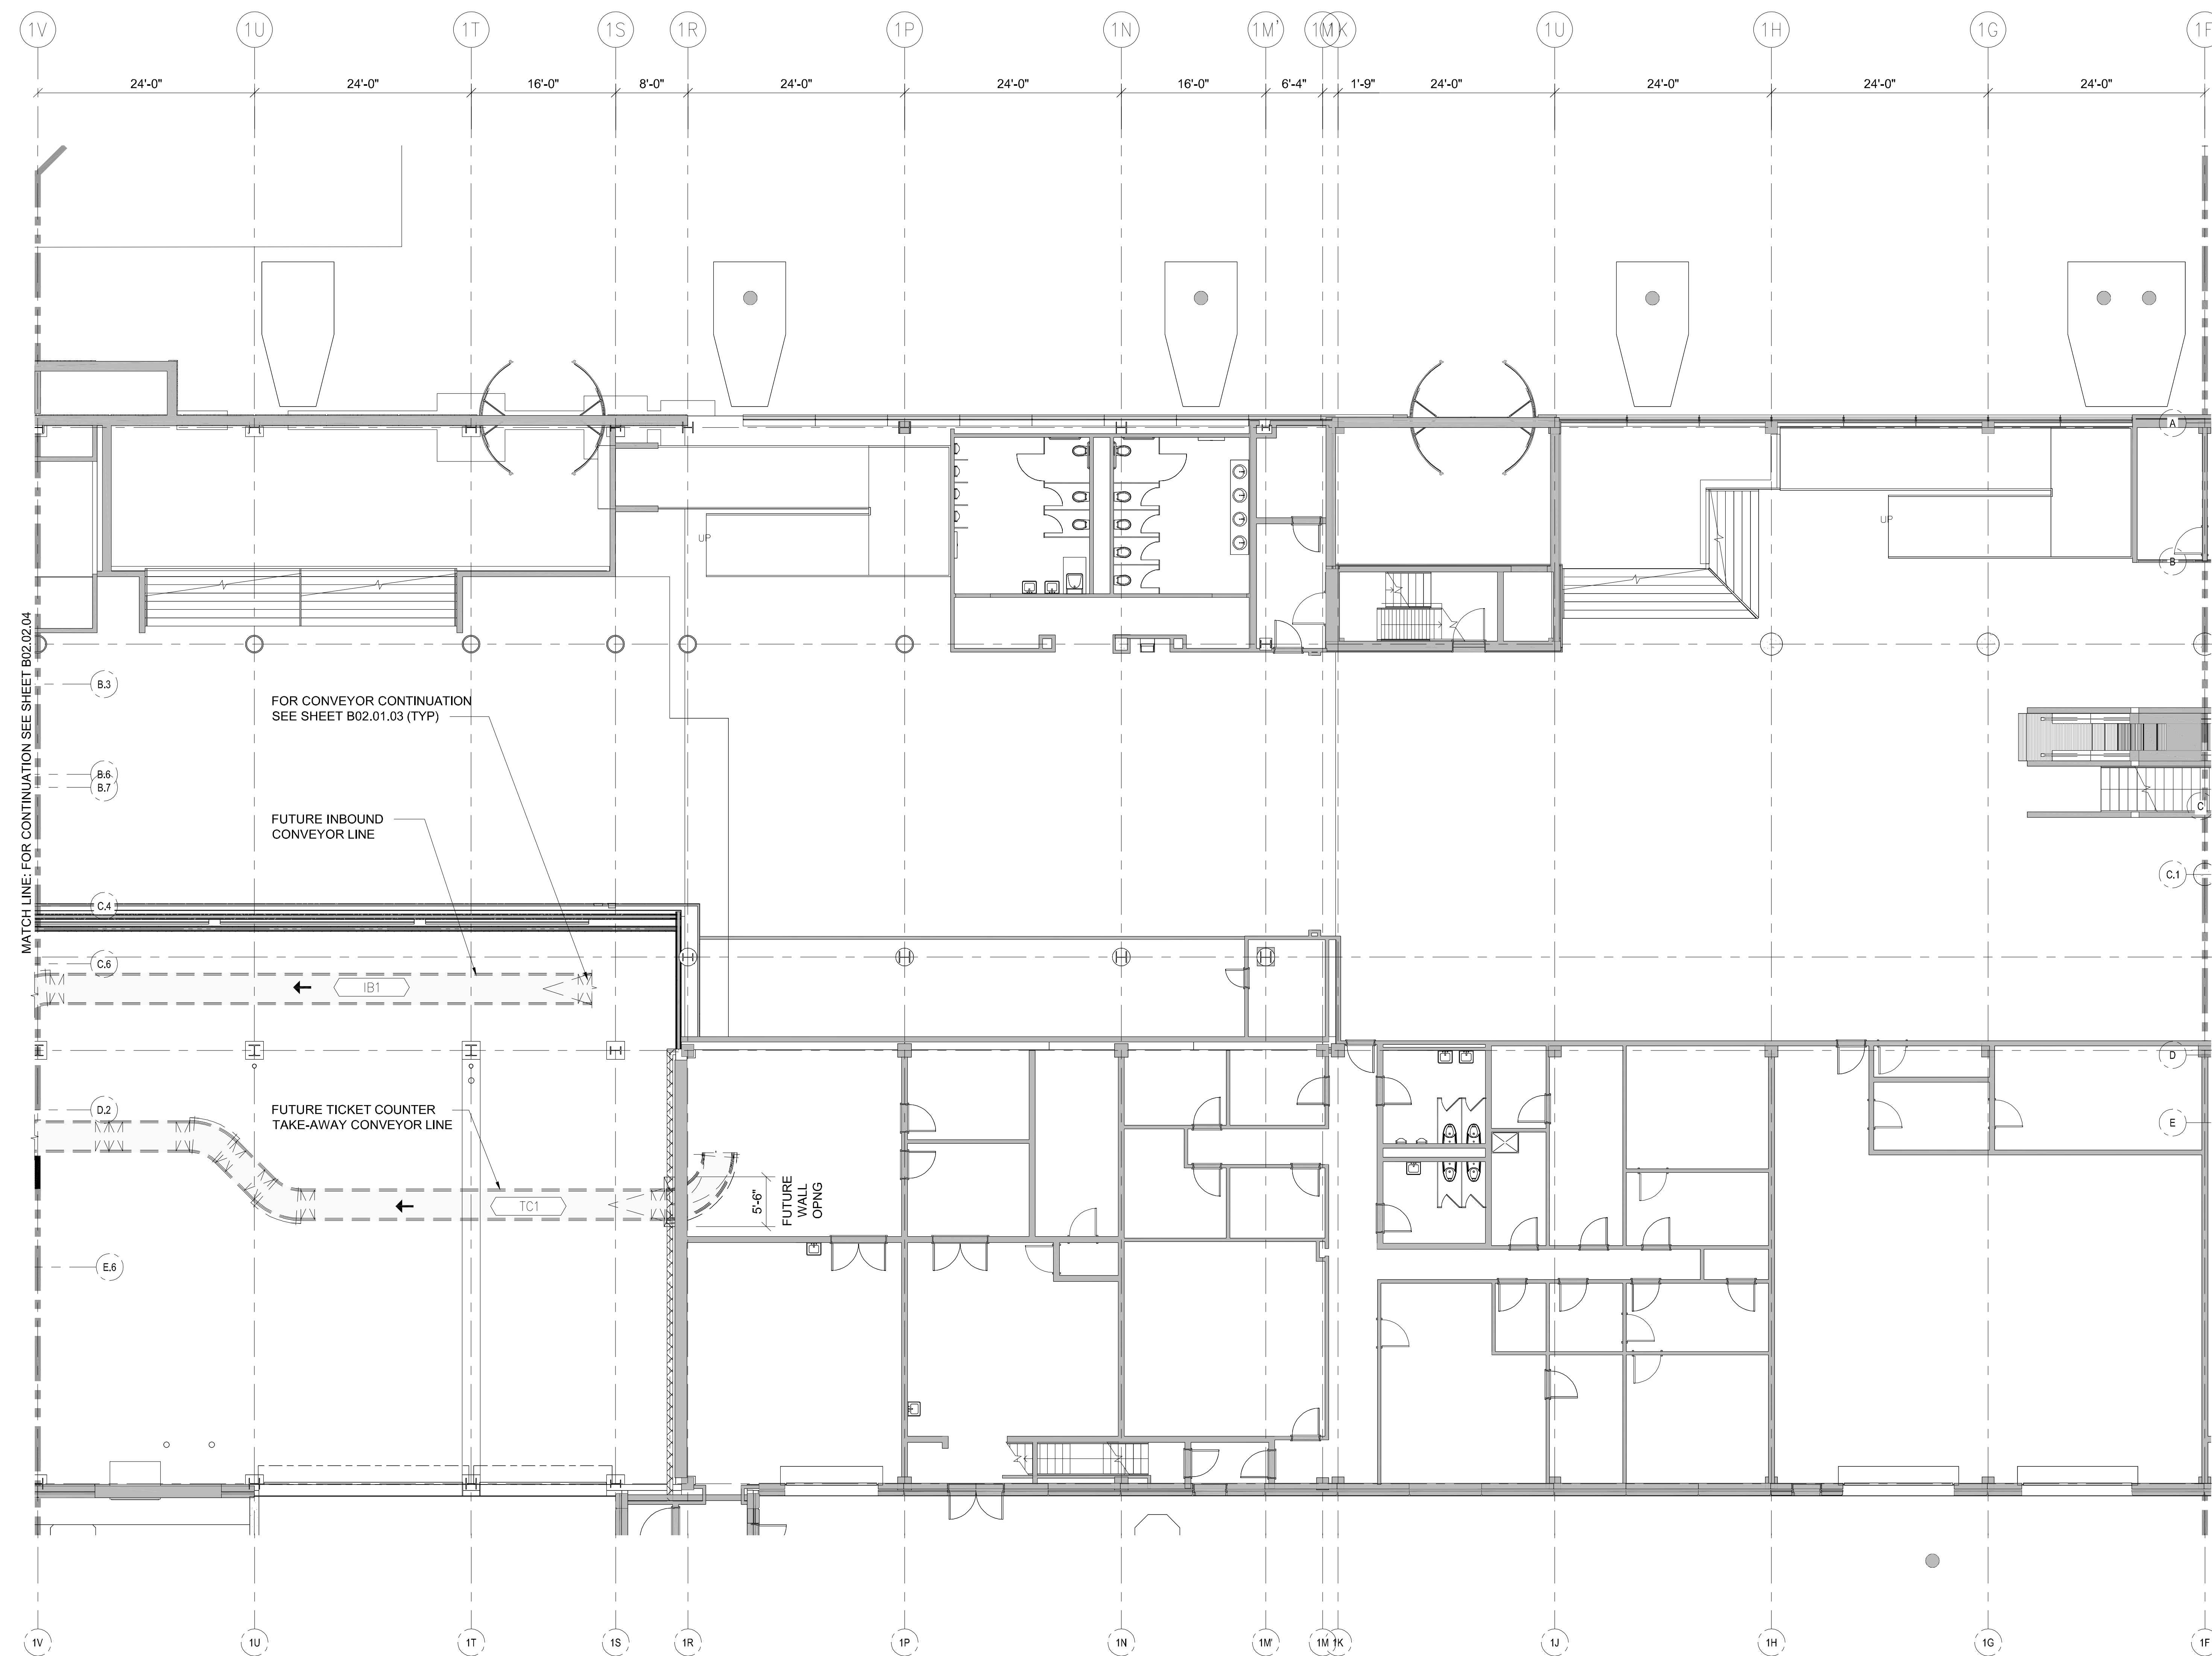 1V 1U 1T 1S 1R 1P 1N 1M' 1M 1K 1U 1H 1G 1F
24'-0" 24'-0" 16'-0" 8'-0" 24'-0" 24'-0" 16'-0" 6'-4" 1'-9" 24'-0" 24'-0" 24'-0" 24'-0"
A
UP
UP
B
MATCH LINE: FOR CONTINUATION SEE SHEET B02.02.04
B.3
FOR CONVEYOR CONTINUATION
SEE SHEET B02.01.03 (TYP)
B.6
B.7
C
FUTURE INBOUND
CONVEYOR LINE
C.1
C.4
C.6
IB1
D
D.2
FUTURE TICKET COUNTER
TAKE-AWAY CONVEYOR LINE
E
TC1
5'-6"
FUTURE
WALL
OPNG
E.6
1V 1U 1T 1S 1R 1P 1N 1M' 1M 1K 1J 1H 1G 1F